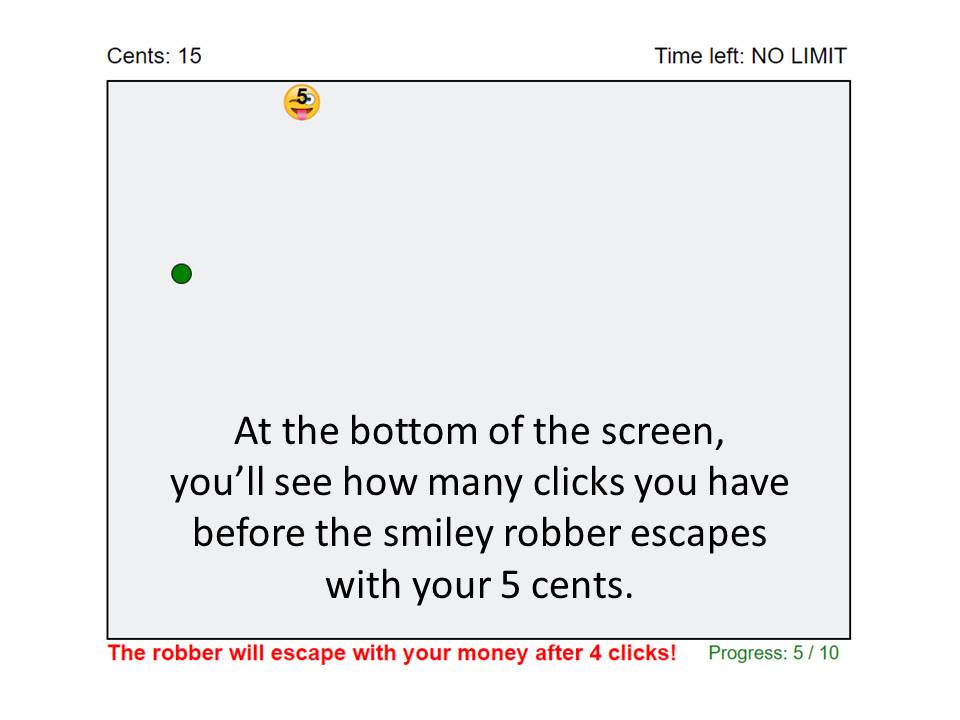 Cents: 15
Time left: NO LIMIT
5
At the bottom of the screen,
you’ll see how many clicks you have
before the smiley robber escapes
with your 5 cents.
The robber will escape with your money after 4 clicks!
Progress: 5 / 10